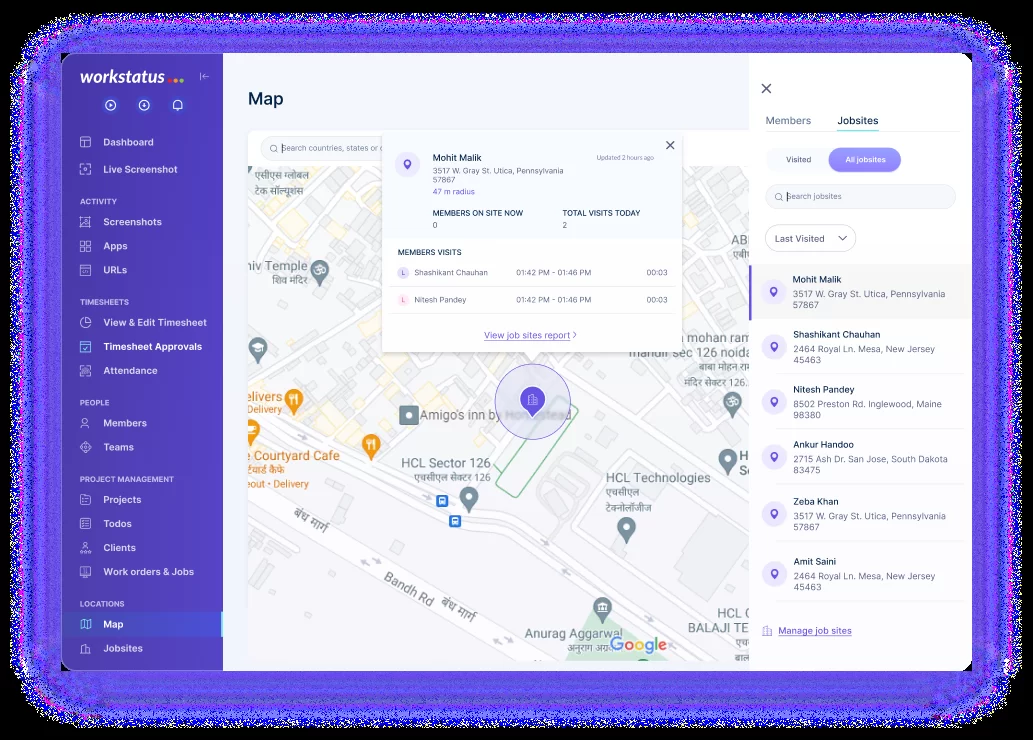 workstatus
Dashboard
Live Screenshot
ACTIVITY
Screenshots
Apps
URLs
TIMESHEETS
View & Edit Timesheet
Timesheet Approvals
Attendance
PEOPLE
Members
Teams
PROJECT MANAGEMENT
Projects
Todos
Clients
Work orders & Jobs
LOCATIONS
Map
Jobsites
Map
Search countries, states or c
Mohit Malik
Updated 2 hours ago
3517 W. Gray St. Utica, Pennsylvania
57867
47 m radius
MEMBERS ON SITE NOW
TOTAL VISITS TODAY
0
2
MEMBERS VISITS
L Shashikant Chauhan 01:42 PM - 01:46 PM 00:03
L Nitesh Pandey 01:42 PM - 01:46 PM 00:03
View job sites report
एसीएस ग्लोबल
टेक सॉल्यूशंस
iv Temple
शिव मंदिर
AB
एबी
mohan ram
mandir sec 126 noida
बाबा मोहन रा
मंदिर सेक्टर 126.
elivers
Delivery
Amigo's inn by
e Courtyard Cafe
र्टयार्ड कैफे
eout • Delivery
HCL Sector 126
एचसीएल सेक्टर 126
HCL Technologies
एचसीएल
टेक्नोलॉजीज
H
Se
बंध मार्ग
Bandh Rd बंध मार्ग
Anurag Aggarwal
HCL C
BALAJI TE
Google
Members
Jobsites
Visited
All jobsites
Search jobsites
Last Visited
Mohit Malik
3517 W. Gray St. Utica, Pennsylvania
57867
Shashikant Chauhan
2464 Royal Ln. Mesa, New Jersey
45463
Nitesh Pandey
8502 Preston Rd. Inglewood, Maine
98380
Ankur Handoo
2715 Ash Dr. San Jose, South Dakota
83475
Zeba Khan
3517 W. Gray St. Utica, Pennsylvania
57867
Amit Saini
2464 Royal Ln. Mesa, New Jersey
45463
Manage job sites